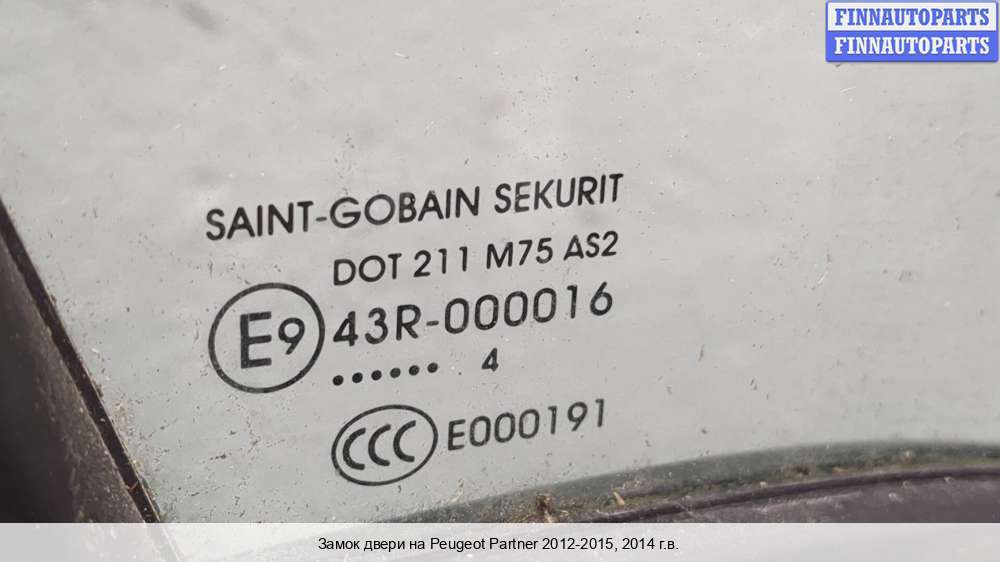 FINNAUTOPARTS
FINNAUTOPARTS
SAINT-GOBAIN SEKURIT
DOT 211 M75 AS2
E9 43R-000016
...... . 4
CCC E000191
Замок двери на Peugeot Partner 2012-2015, 2014 г.в.